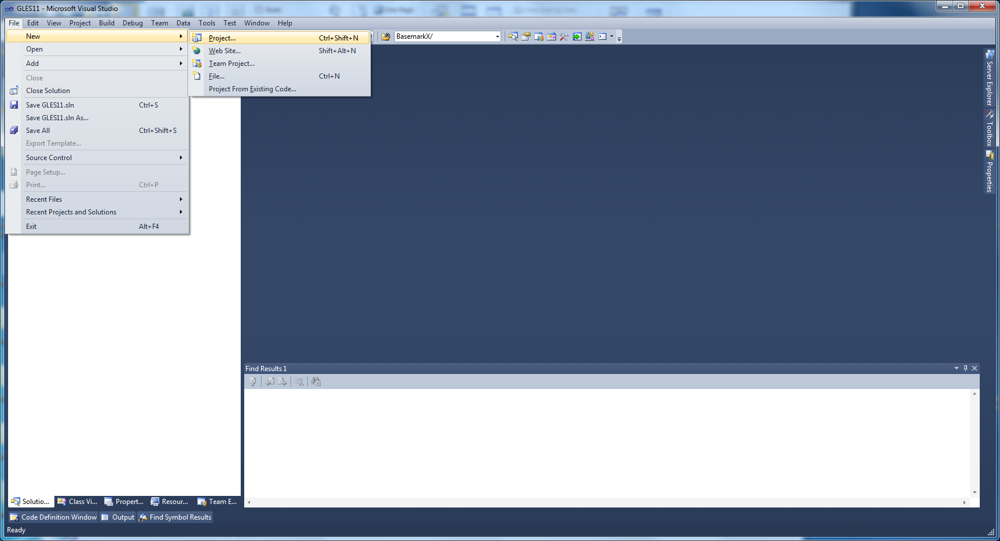 GLES11 - Microsoft Visual Studio
File Edit View Project Build Debug Team Data Tools Test Window Help
BasemarkX/
New
Open
Add
Close
Close Solution
Save GLES11.sln Ctrl+S
Save GLES11.sln As...
Save All Ctrl+Shift+S
Export Template...
Source Control
Page Setup...
Print... Ctrl+P
Recent Files
Recent Projects and Solutions
Exit Alt+F4
Project... Ctrl+Shift+N
Web Site... Shift+Alt+N
Team Project...
File... Ctrl+N
Project From Existing Code...
Server Explorer
Toolbox
Properties
Find Results 1
Solutio... Class Vi... Propert... Resour... Team E...
Code Definition Window Output Find Symbol Results
Ready